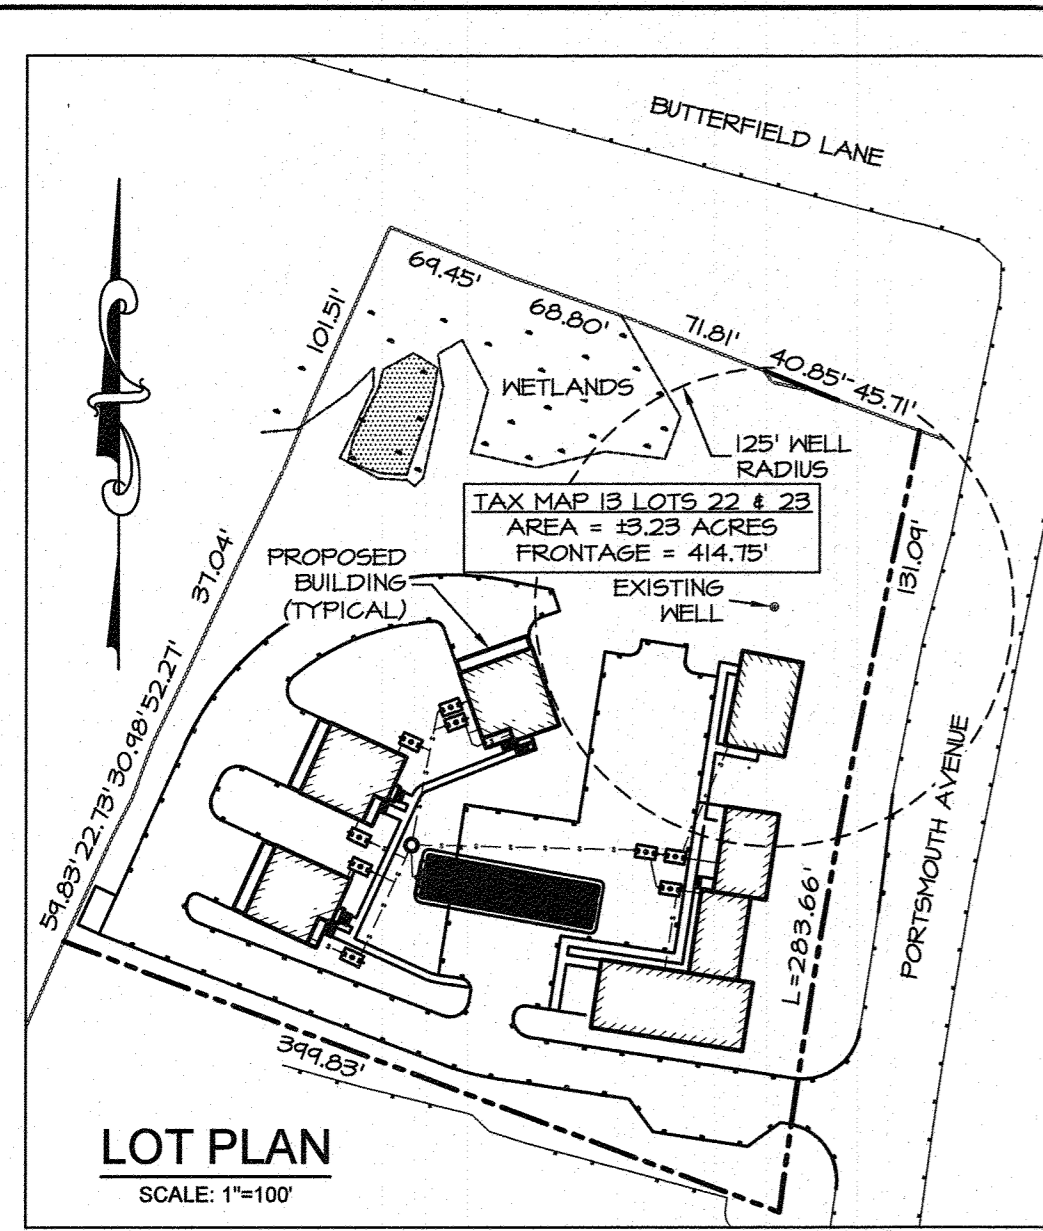 BUTTERFIELD LANE
69.45'
68.80'
71.81'
40.85'
45.71'
101.51'
WETLANDS
125' WELL
RADIUS
TAX MAP 13 LOTS 22 & 23
AREA = ±3.23 ACRES
FRONTAGE = 414.75'
PROPOSED
BUILDING
(TYPICAL)
EXISTING
WELL
131.09'
37.04'
52.27'
30.98'
22.73'
59.83'
PORTSMOUTH AVENUE
L=283.66'
399.83'
LOT PLAN
SCALE: 1"=100'